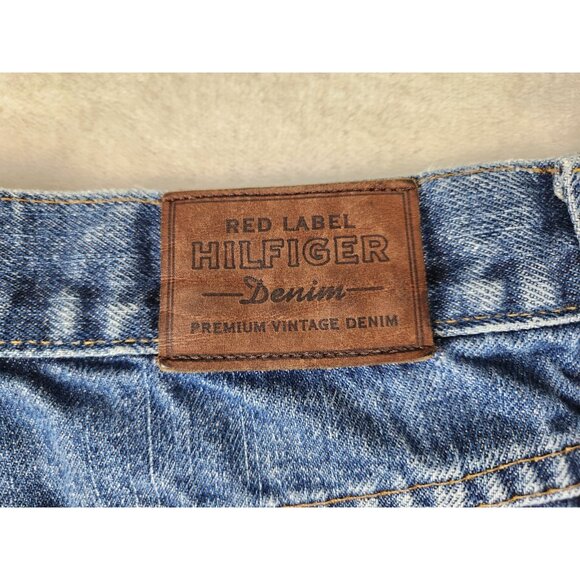 RED LABEL
HILFIGER
Denim
PREMIUM VINTAGE DENIM